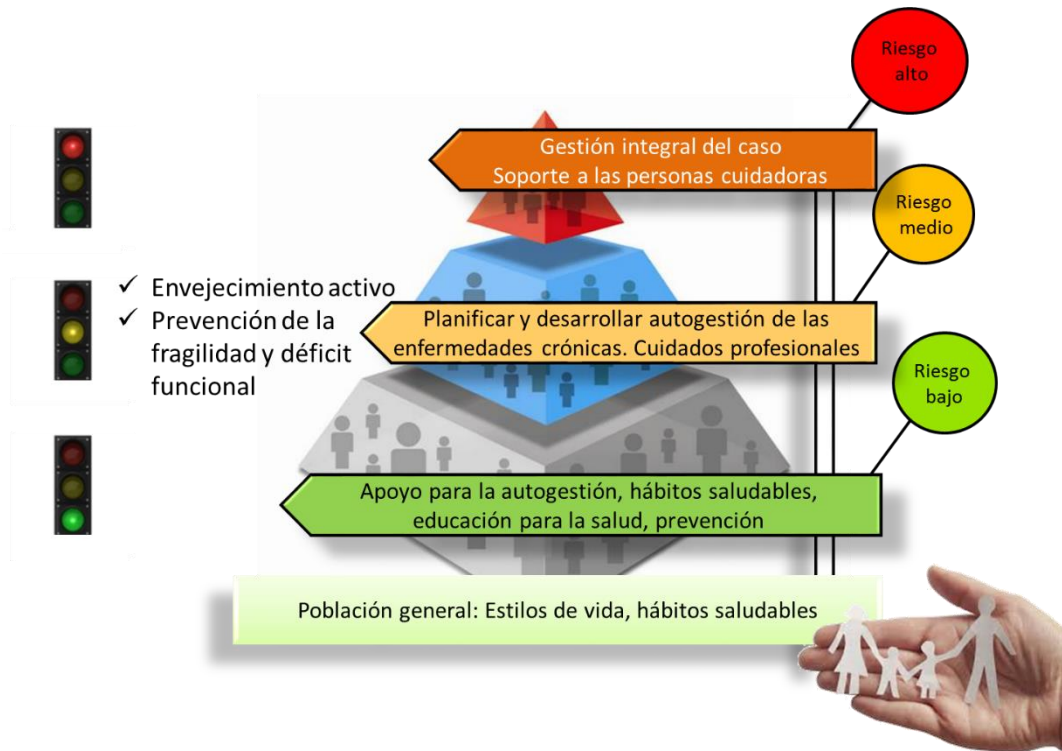 Riesgo
alto
Gestión integral del caso
Soporte a las personas cuidadoras
Riesgo
medio
✓ Envejecimiento activo
✓ Prevención de la
fragilidad y déficit
funcional
Planificar y desarrollar autogestión de las
enfermedades crónicas. Cuidados profesionales
Riesgo
bajo
Apoyo para la autogestión, hábitos saludables,
educación para la salud, prevención
Población general: Estilos de vida, hábitos saludables